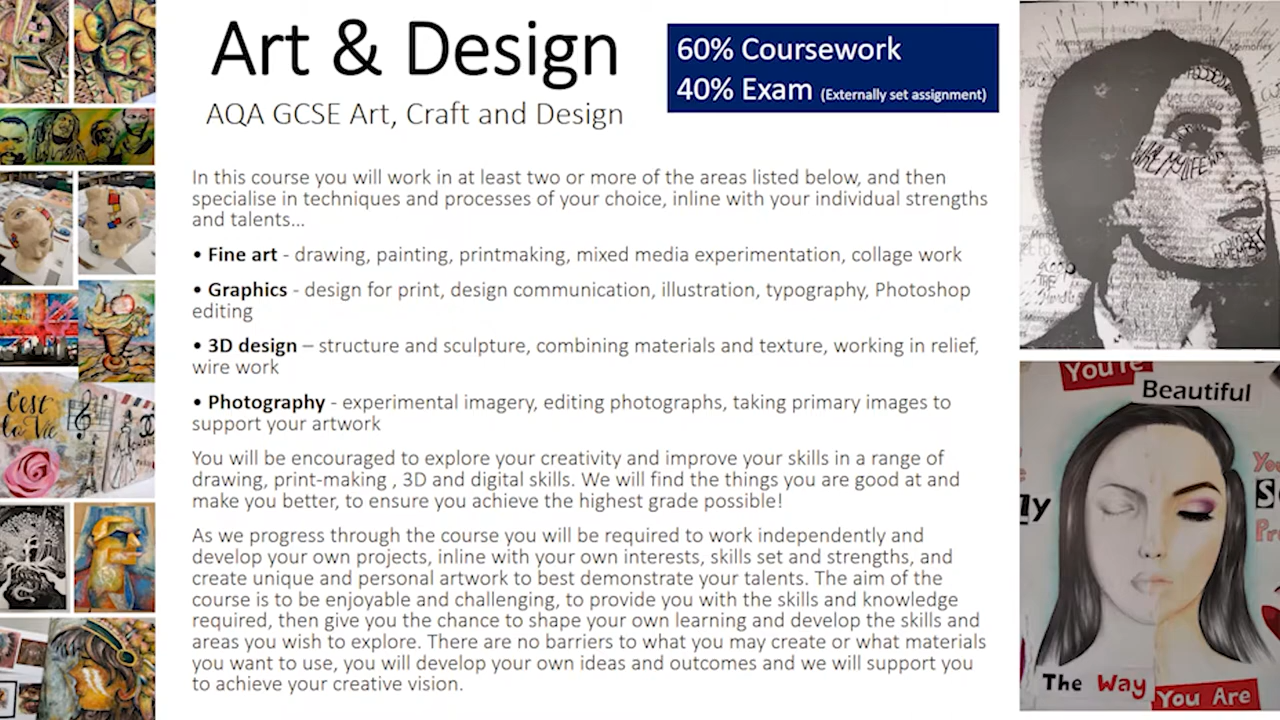 Art & Design
AQA GCSE Art, Craft and Design
60% Coursework
40% Exam (Externally set assignment)
In this course you will work in at least two or more of the areas listed below, and then
specialise in techniques and processes of your choice, inline with your individual strengths
and talents...
• Fine art - drawing, painting, printmaking, mixed media experimentation, collage work
• Graphics - design for print, design communication, illustration, typography, Photoshop
editing
• 3D design – structure and sculpture, combining materials and texture, working in relief,
wire work
• Photography - experimental imagery, editing photographs, taking primary images to
support your artwork
You will be encouraged to explore your creativity and improve your skills in a range of
drawing, print-making , 3D and digital skills. We will find the things you are good at and
make you better, to ensure you achieve the highest grade possible!
As we progress through the course you will be required to work independently and
develop your own projects, inline with your own interests, skills set and strengths, and
create unique and personal artwork to best demonstrate your talents. The aim of the
course is to be enjoyable and challenging, to provide you with the skills and knowledge
required, then give you the chance to shape your own learning and develop the skills and
areas you wish to explore. There are no barriers to what you may create or what materials
you want to use, you will develop your own ideas and outcomes and we will support you
to achieve your creative vision.
C'est
la Vie
Memories
You're
Beautiful
The Way
You Are